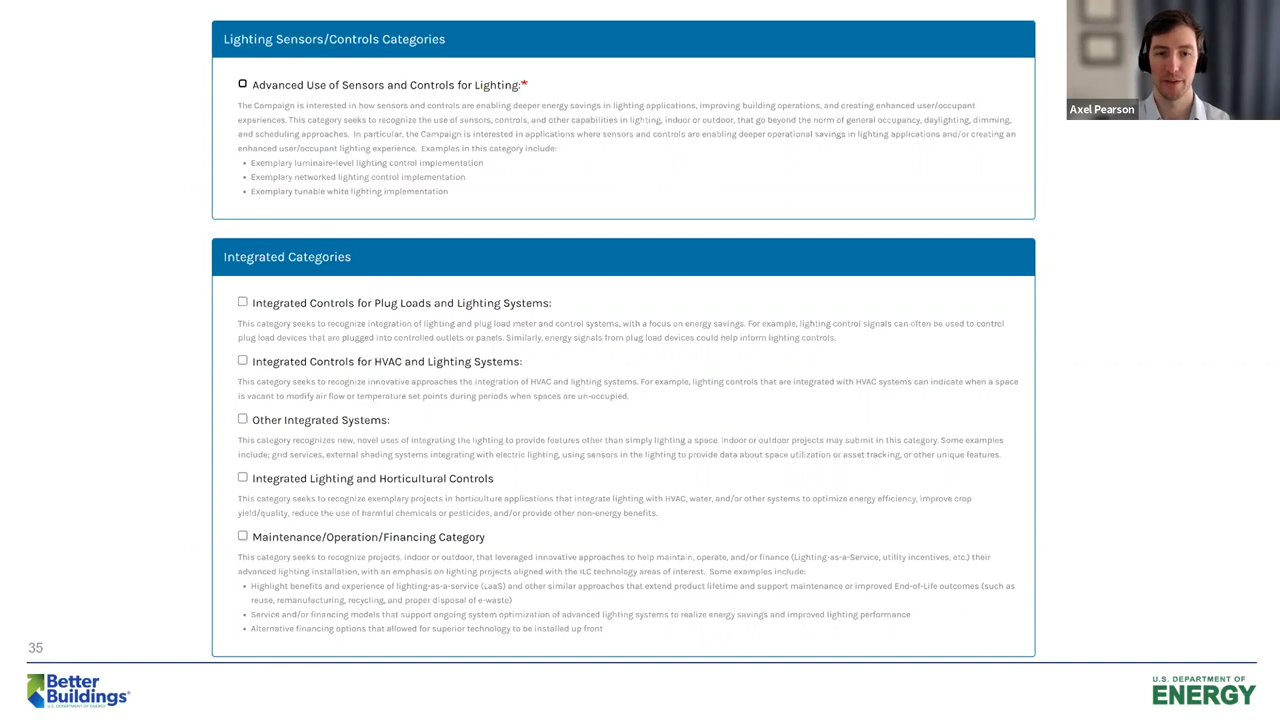 Lighting Sensors/Controls Categories
Advanced Use of Sensors and Controls for Lighting:*
The Campaign is interested in how sensors and controls are enabling deeper energy savings in lighting applications, improving building operations, and creating enhanced user/occupant
experiences. This category seeks to recognize the use of sensors, controls, and other capabilities in lighting, indoor or outdoor, that go beyond the norm of general occupancy, daylighting, dimming,
and scheduling approaches. In particular, the Campaign is interested in applications where sensors and controls are enabling deeper operational savings in lighting applications and/or creating an
enhanced user/occupant lighting experience. Examples in this category include:
• Exemplary luminaire-level lighting control implementation
• Exemplary networked lighting control implementation
• Exemplary tunable white lighting implementation
Integrated Categories
Integrated Controls for Plug Loads and Lighting Systems:
This category seeks to recognize integration of lighting and plug load meter and control systems, with a focus on energy savings. For example, lighting control signals can often be used to control
plug load devices that are plugged into controlled outlets or panels. Similarly, energy signals from plug load devices could help inform lighting controls.
Integrated Controls for HVAC and Lighting Systems:
This category seeks to recognize innovative approaches the integration of HVAC and lighting systems. For example, lighting controls that are integrated with HVAC systems can indicate when a space
is vacant to modify air flow or temperature set points during periods when spaces are un-occupied.
Other Integrated Systems:
This category recognizes new, novel uses of integrating the lighting to provide features other than simply lighting a space. Indoor or outdoor projects may submit in this category. Some examples
include; grid services, external shading systems integrating with electric lighting, using sensors in the lighting to provide data about space utilization or asset tracking, or other unique features.
Integrated Lighting and Horticultural Controls
This category seeks to recognize exemplary projects in horticulture applications that integrate lighting with HVAC, water, and/or other systems to optimize energy efficiency, improve crop
yield/quality, reduce the use of harmful chemicals or pesticides, and/or provide other non-energy benefits.
Maintenance/Operation/Financing Category
This category seeks to recognize projects, indoor or outdoor, that leveraged innovative approaches to help maintain, operate, and/or finance (Lighting-as-a-Service, utility incentives, etc.) their
advanced lighting installation, with an emphasis on lighting projects aligned with the ILC technology areas of interest. Some examples include:
• Highlight benefits and experience of lighting-as-a-service (LaaS) and other similar approaches that extend product lifetime and support maintenance or improved End-of-Life outcomes (such as
reuse, remanufacturing, recycling, and proper disposal of e-waste)
• Service and/or financing models that support ongoing system optimization of advanced lighting systems to realize energy savings and improved lighting performance
• Alternative financing options that allowed for superior technology to be installed up front
Axel Pearson
35
Better
Buildings®
U.S. DEPARTMENT OF ENERGY
U.S. DEPARTMENT OF
ENERGY